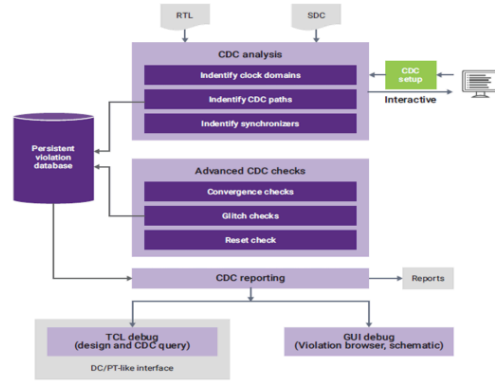 RTL
SDC
CDC analysis
Indentify clock domains
Indentify CDC paths
Indentify synchronizers
CDC
setup
Interactive
Persistent
violation
database
Advanced CDC checks
Convergence checks
Glitch checks
Reset check
CDC reporting
Reports
TCL debug
(design and CDC query)
DC/PT-like interface
GUI debug
(Violation browser, schematic)